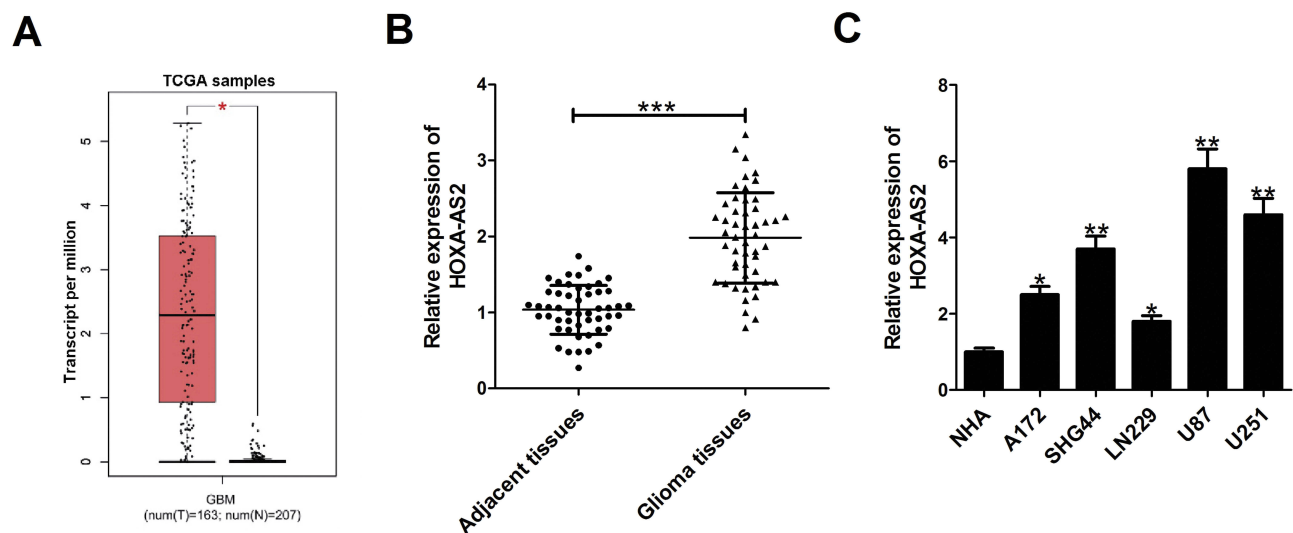 A
B
C
TCGA samples
*
Transcript per million
5
4
3
2
1
0
GBM
(num(T)=163; num(N)=207)
Relative expression of
HOXA-AS2
4
3
2
1
0
***
Adjacent tissues
Glioma tissues
Relative expression of
HOXA-AS2
8
6
4
2
0
*
**
*
**
**
NHA
A172
SHG44
LN229
U87
U251